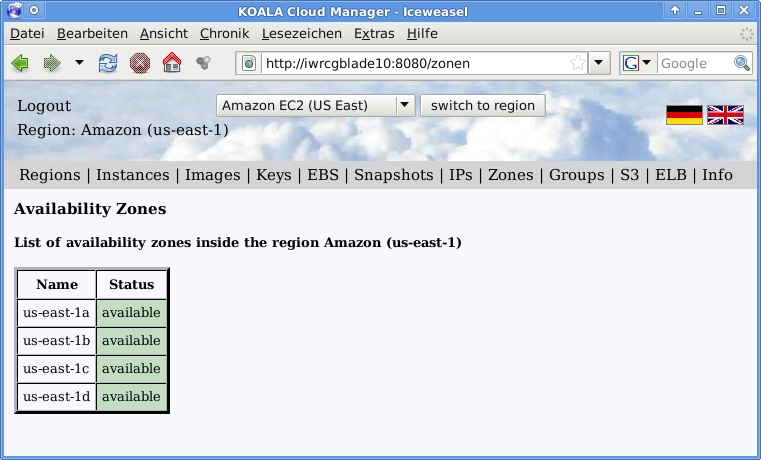 KOALA Cloud Manager - Iceweasel
Datei Bearbeiten Ansicht Chronik Lesezeichen Extras Hilfe
http://iwrcgblade10:8080/zonen G Google
Logout Amazon EC2 (US East) switch to region
Region: Amazon (us-east-1)
Regions | Instances | Images | Keys | EBS | Snapshots | IPs | Zones | Groups | S3 | ELB | Info
Availability Zones
List of availability zones inside the region Amazon (us-east-1)
Name Status
us-east-1a available
us-east-1b available
us-east-1c available
us-east-1d available